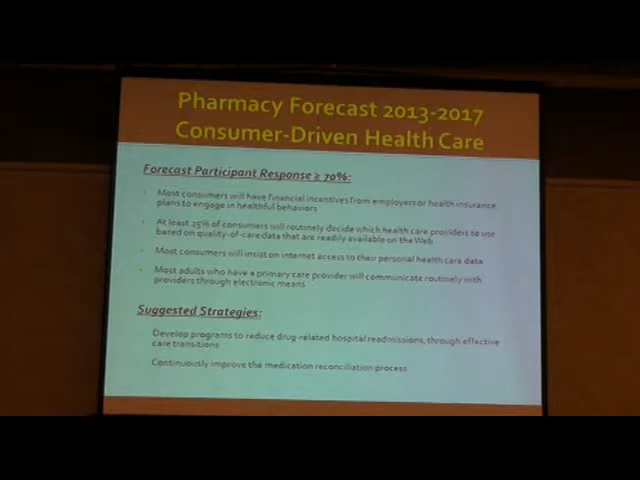 Pharmacy Forecast 2013-2017
Consumer-Driven Health Care
Forecast Participant Response ≥ 70%:
Most consumers will have financial incentives from employers or health insurance
plans to engage in healthful behaviors
At least 25% of consumers will routinely decide which health care providers to use
based on quality-of-care data that are readily available on the Web
Most consumers will insist on internet access to their personal health care data
Most adults who have a primary care provider will communicate routinely with
providers through electronic means
Suggested Strategies:
Develop programs to reduce drug-related hospital readmissions, through effective
care transitions
Continuously improve the medication reconciliation process